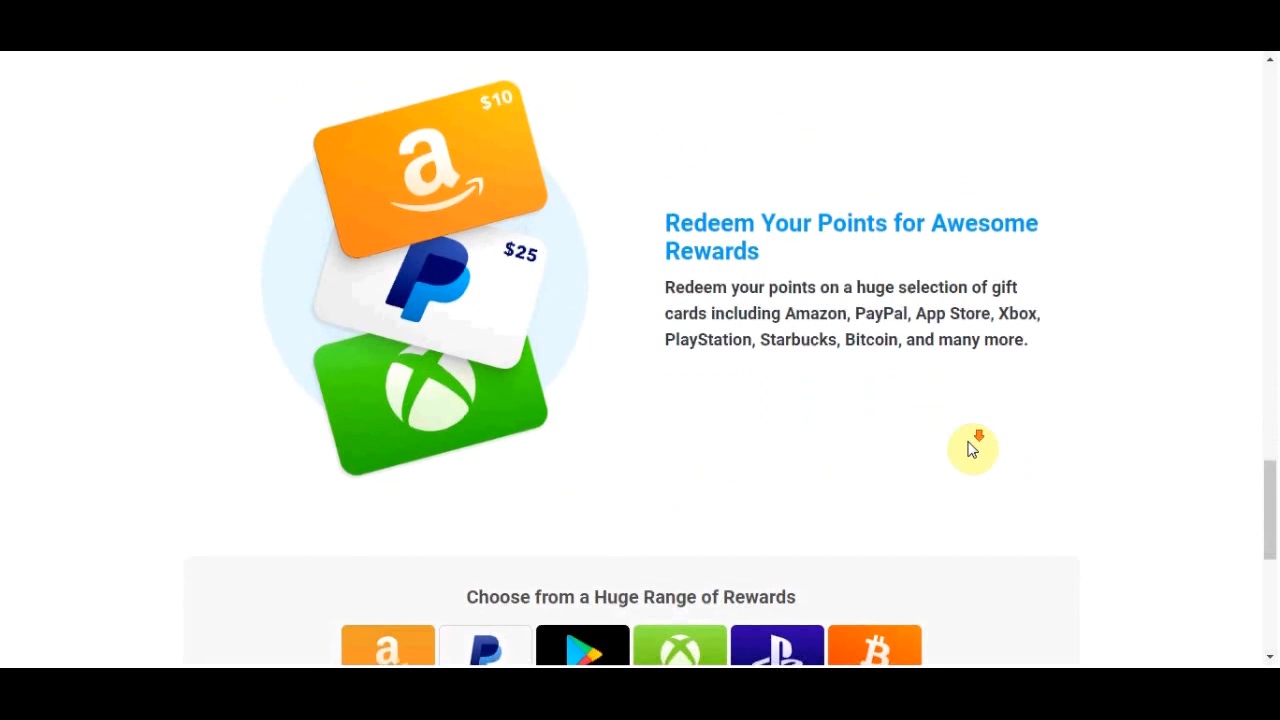 $10
a
$25
Redeem Your Points for Awesome
Rewards
Redeem your points on a huge selection of gift
cards including Amazon, PayPal, App Store, Xbox,
PlayStation, Starbucks, Bitcoin, and many more.
Choose from a Huge Range of Rewards
a